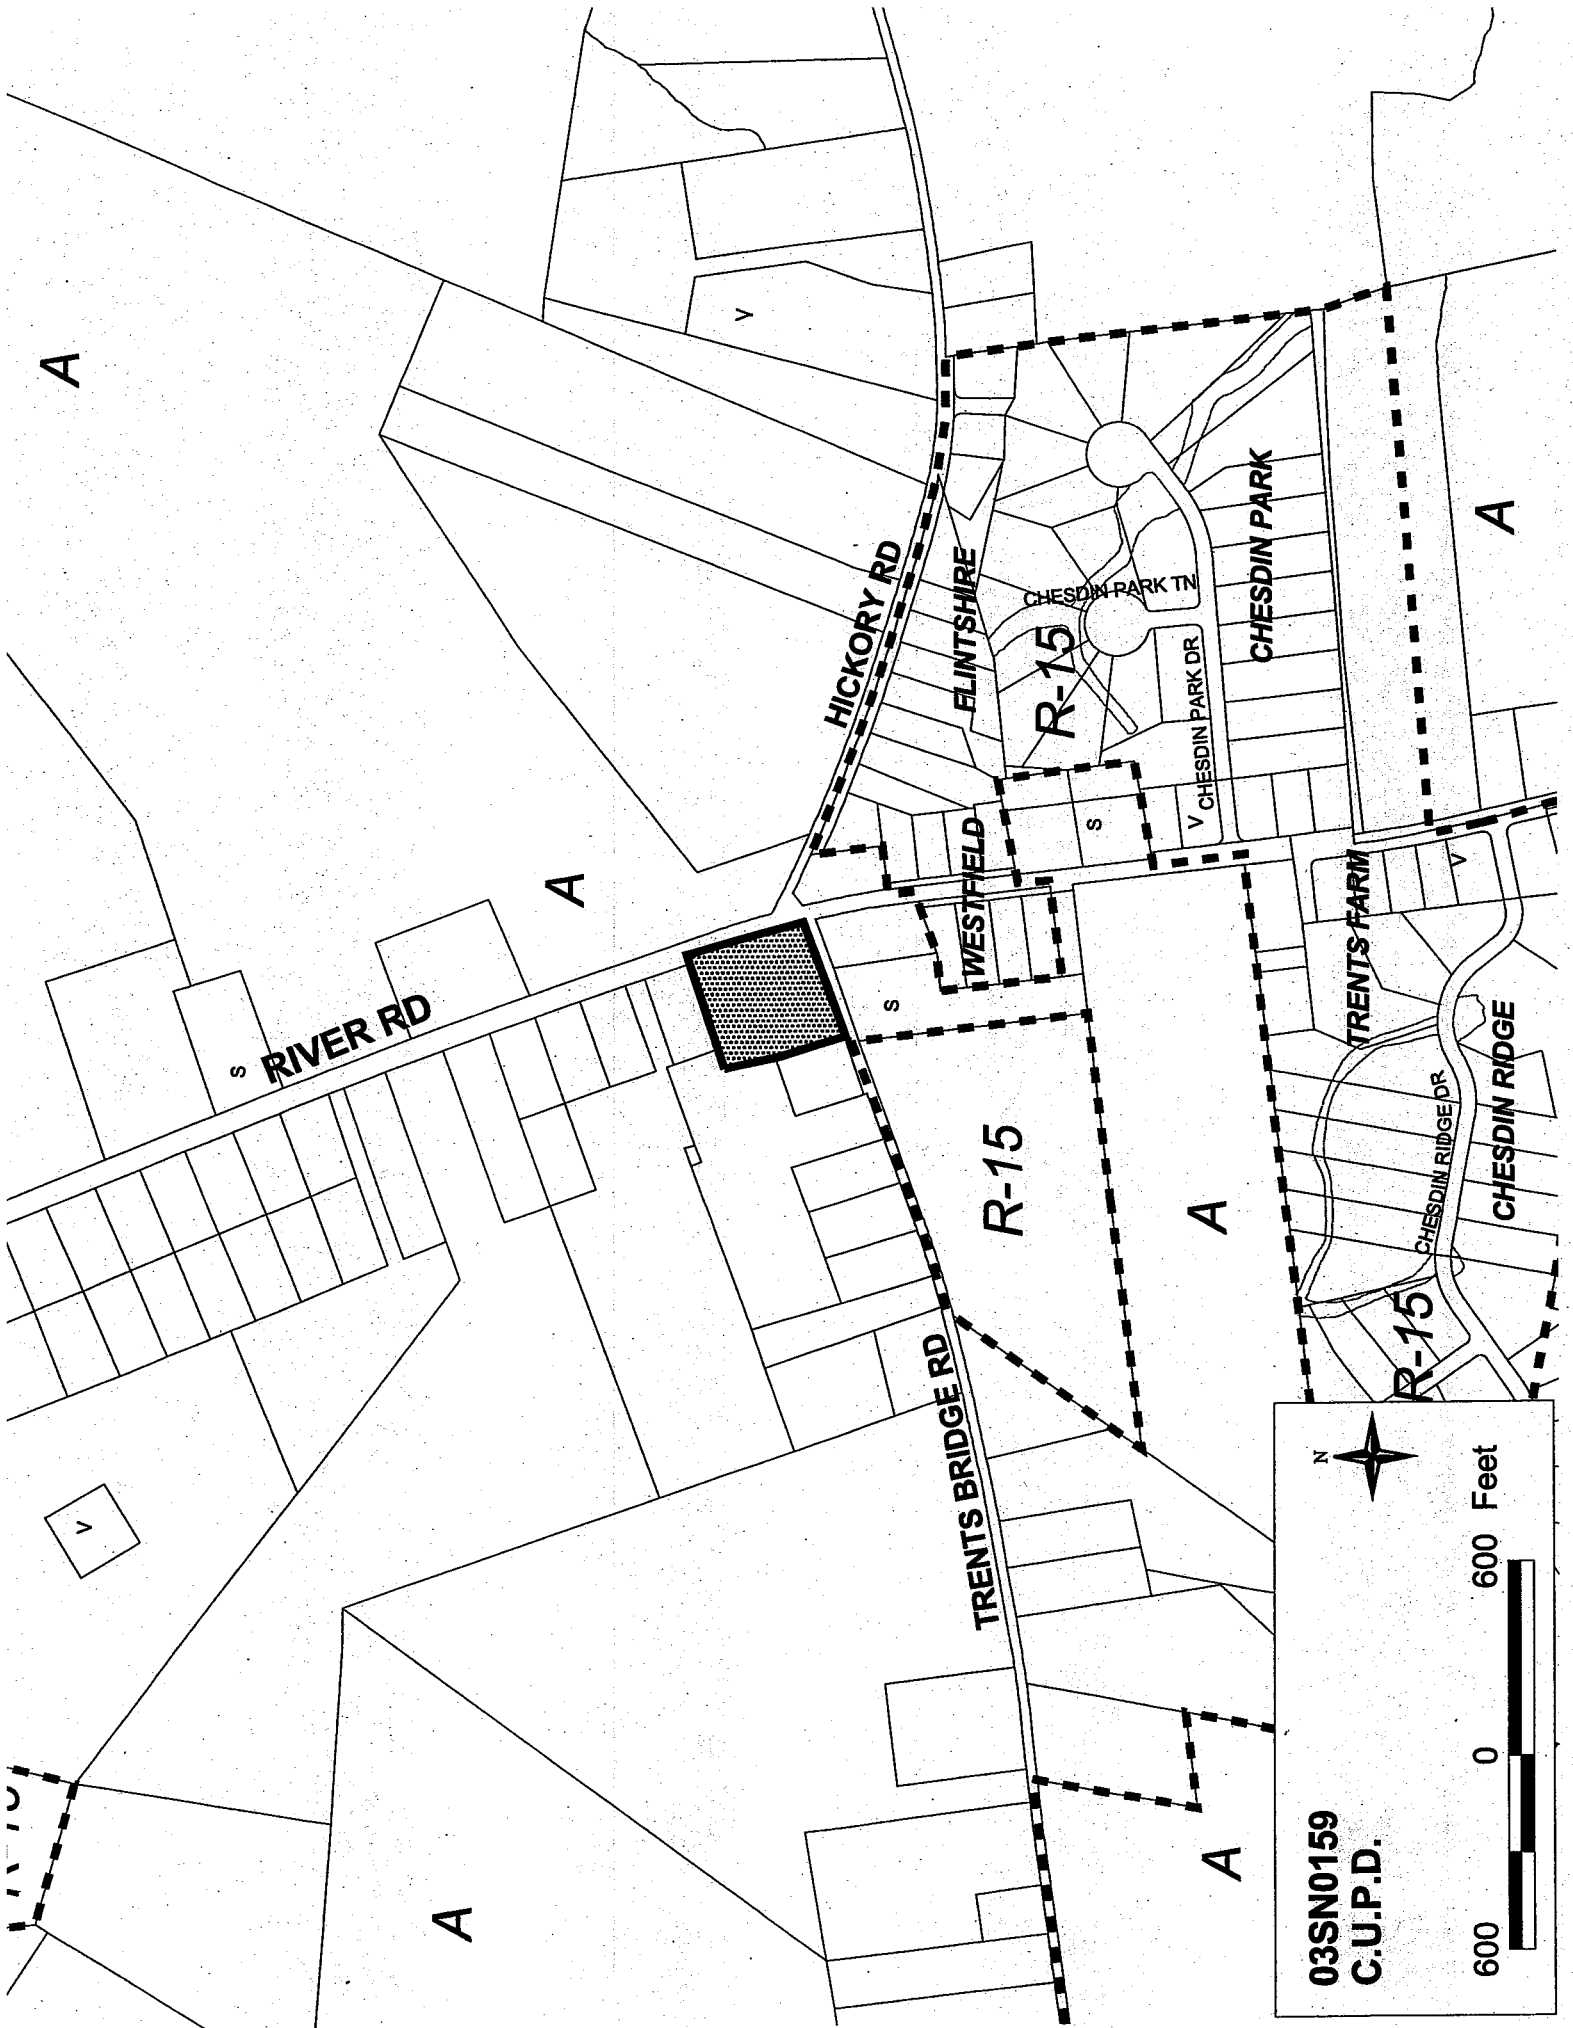 A
A
V
HICKORY RD
FLINTSHIRE
CHESDIN PARK TN
R-15
CHESDIN PARK
CHESDIN PARK DR
V
S
A
WESTFIELD
S
RIVER RD
S
TRENTS FARM
V
CHESDIN RIDGE DR
CHESDIN RIDGE
R-15
A
R-15
TRENTS BRIDGE RD
V
A
A
03SN0159
C.U.P.D.
N
600 0 600 Feet